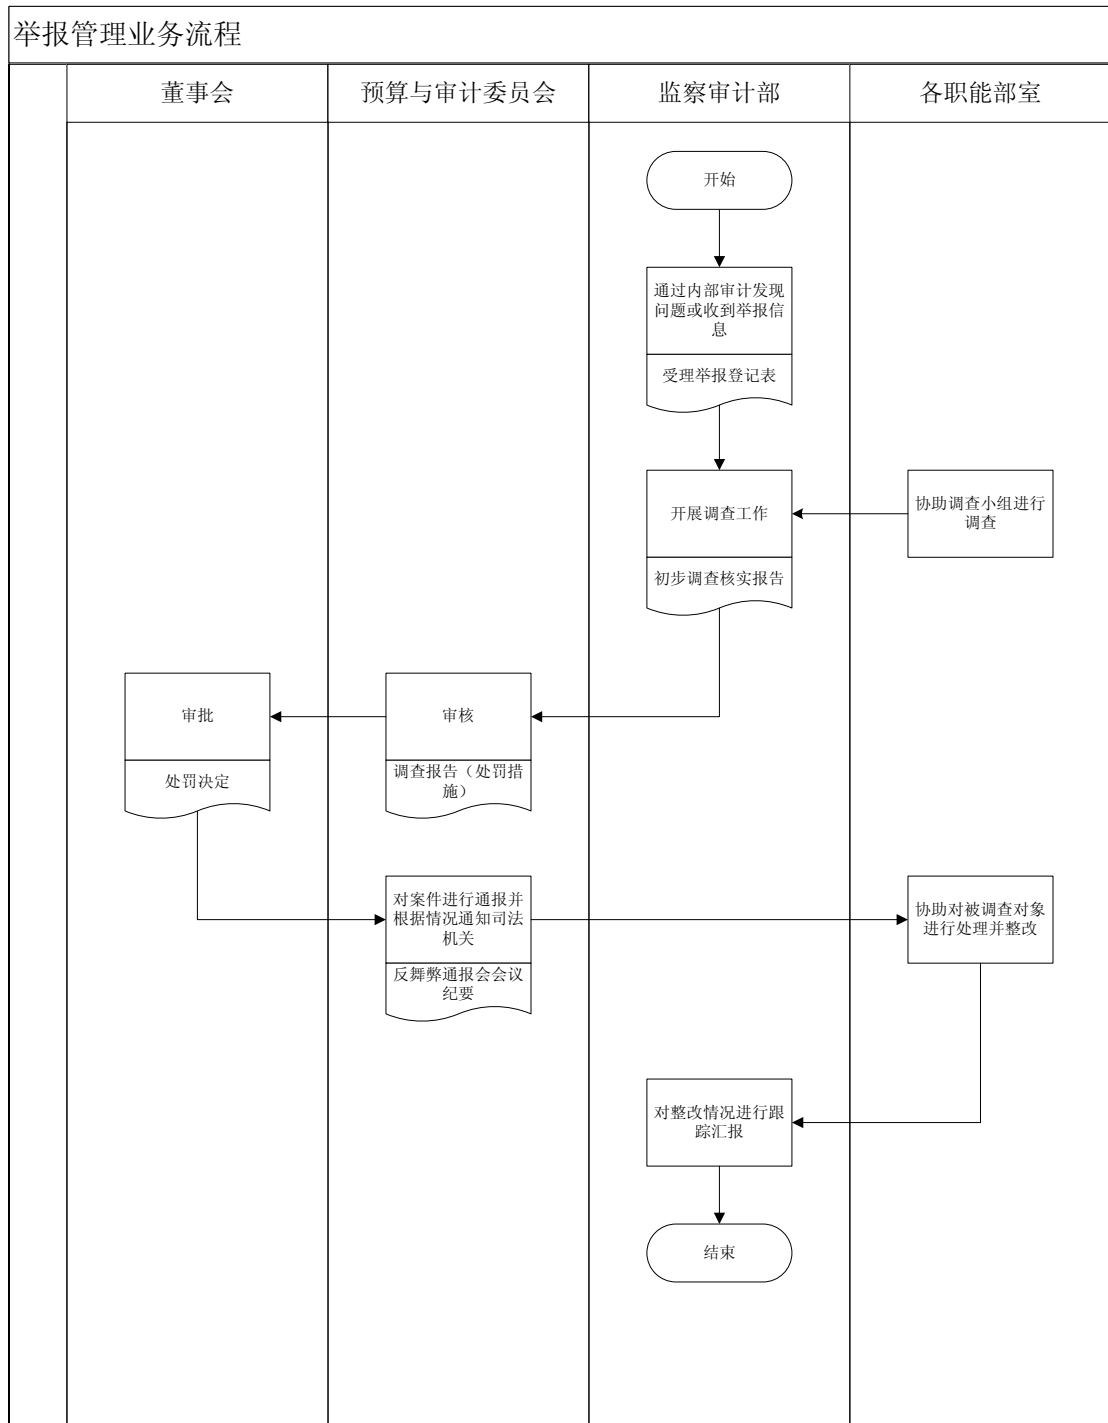 举报管理业务流程
董事会
预算与审计委员会
监察审计部
各职能部室
开始
通过内部审计发现
问题或收到举报信
息
受理举报登记表
开展调查工作
初步调查核实报告
协助调查小组进行
调查
审批
处罚决定
审核
调查报告（处罚措
施）
对案件进行通报并
根据情况通知司法
机关
反舞弊通报会会议
纪要
协助对被调查对象
进行处理并整改
对整改情况进行跟
踪汇报
结束